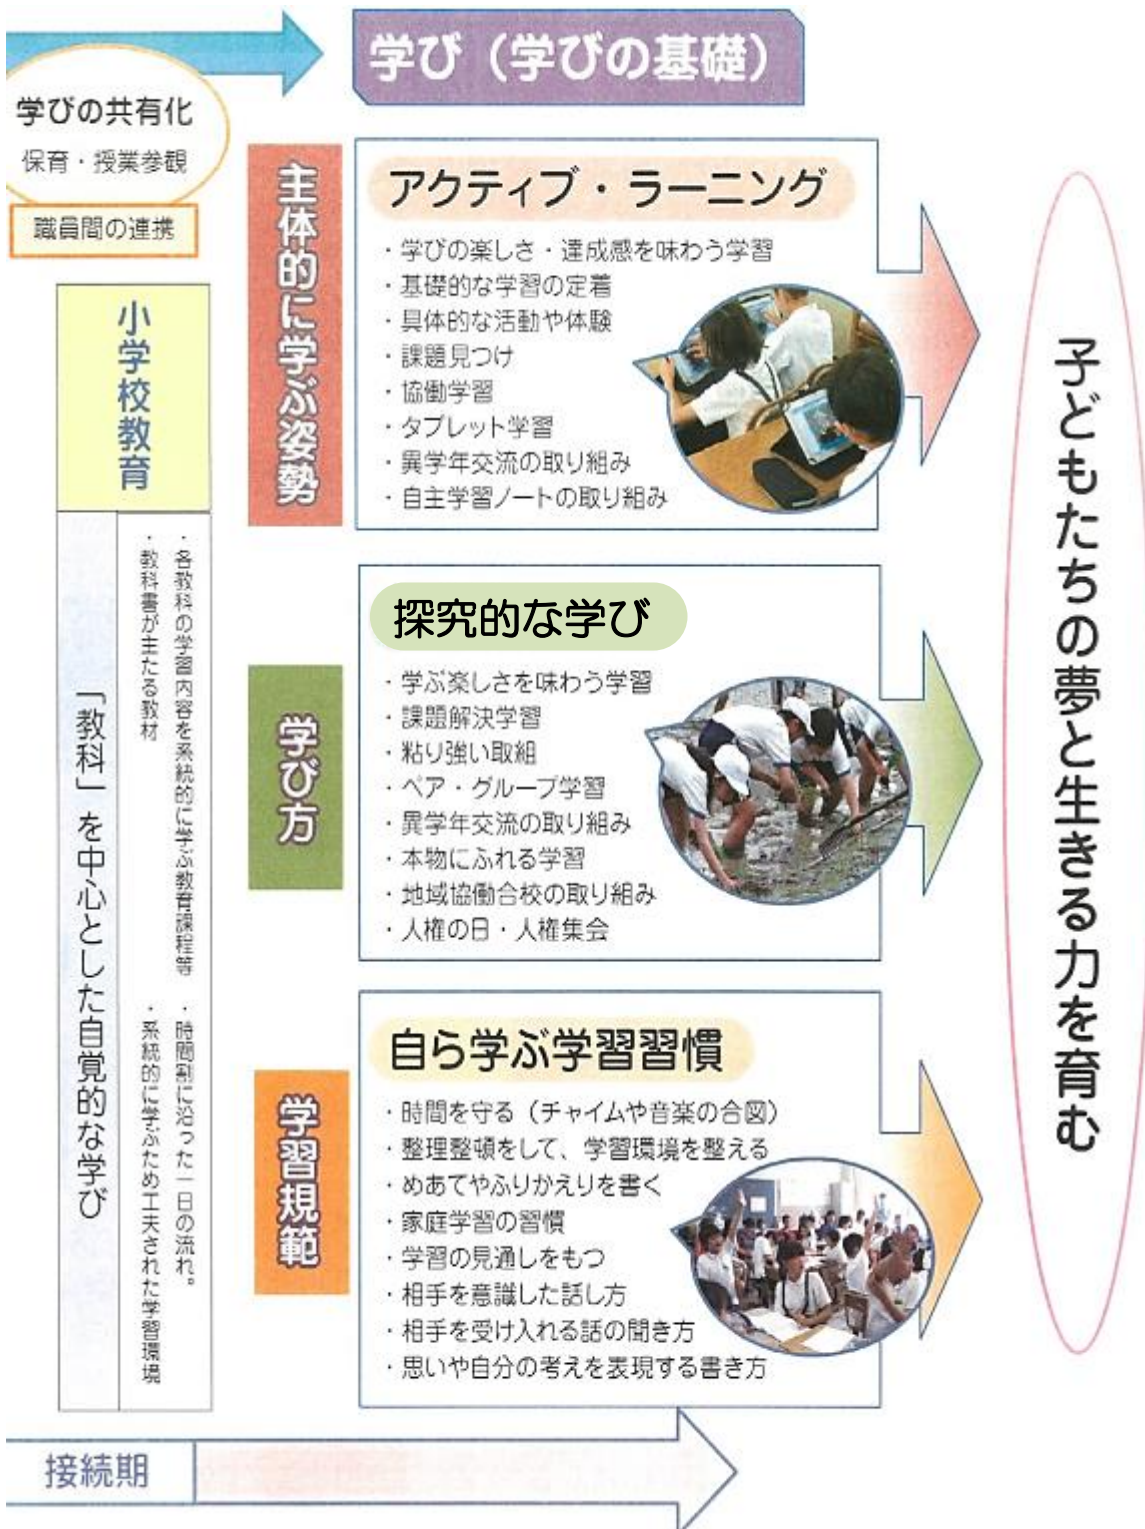 学び（学びの基礎）
学びの共有化
保育・授業参観
職員間の連携
小学校教育
「教科」を中心とした自覚的な学び
・各教科の学習内容を系統的に学ぶ教育課程等
・教科書が主たる教材
・時間割に沿った一日の流れ。
・系統的に学ぶため工夫された学習環境
主体的に学ぶ姿勢
アクティブ・ラーニング
・学びの楽しさ・達成感を味わう学習
・基礎的な学習の定着
・具体的な活動や体験
・課題見つけ
・協働学習
・タブレット学習
・異学年交流の取り組み
・自主学習ノートの取り組み
学び方
探究的な学び
・学ぶ楽しさを味わう学習
・課題解決学習
・粘り強い取組
・ペア・グループ学習
・異学年交流の取り組み
・本物にふれる学習
・地域協働合校の取り組み
・人権の日・人権集会
学習規範
自ら学ぶ学習習慣
・時間を守る（チャイムや音楽の合図）
・整理整頓をして、学習環境を整える
・めあてやふりかえりを書く
・家庭学習の習慣
・学習の見通しをもつ
・相手を意識した話し方
・相手を受け入れる話の聞き方
・思いや自分の考えを表現する書き方
子どもたちの夢と生きる力を育む
接続期